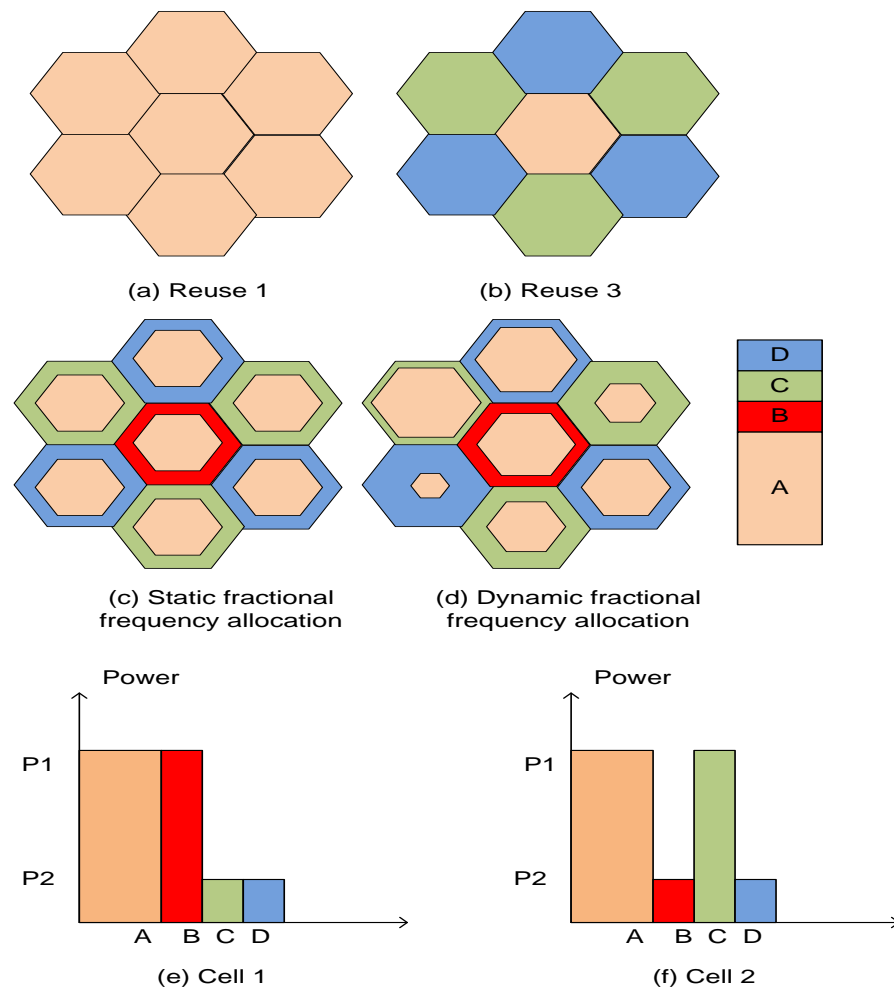 (a) Reuse 1
(b) Reuse 3
D
C
B
A
(c) Static fractional
frequency allocation
(d) Dynamic fractional
frequency allocation
Power
P1
P2
A B C D
(e) Cell 1
Power
P1
P2
A B C D
(f) Cell 2